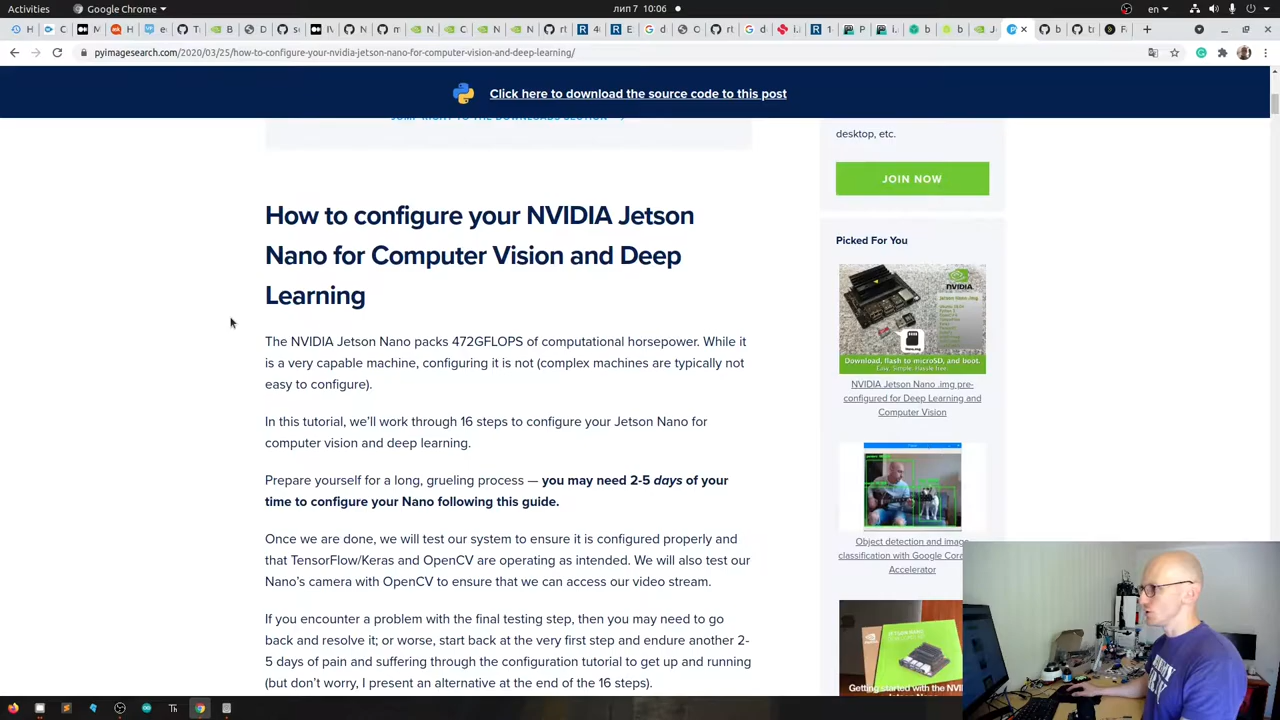 Activities
Google Chrome
лип 7 10:06
en
pyimagesearch.com/2020/03/25/how-to-configure-your-nvidia-jetson-nano-for-computer-vision-and-deep-learning/
Click here to download the source code to this post
JUMP RIGHT TO THE DOWNLOADS SECTION
desktop, etc.
JOIN NOW
How to configure your NVIDIA Jetson
Nano for Computer Vision and Deep
Learning
The NVIDIA Jetson Nano packs 472GFLOPS of computational horsepower. While it
is a very capable machine, configuring it is not (complex machines are typically not
easy to configure).
In this tutorial, we'll work through 16 steps to configure your Jetson Nano for
computer vision and deep learning.
Prepare yourself for a long, grueling process — you may need 2-5 days of your
time to configure your Nano following this guide.
Once we are done, we will test our system to ensure it is configured properly and
that TensorFlow/Keras and OpenCV are operating as intended. We will also test our
Nano's camera with OpenCV to ensure that we can access our video stream.
If you encounter a problem with the final testing step, then you may need to go
back and resolve it; or worse, start back at the very first step and endure another 2-
5 days of pain and suffering through the configuration tutorial to get up and running
(but don't worry, I present an alternative at the end of the 16 steps).
Picked For You
NVIDIA
Download, flash to microSD, and boot.
NVIDIA Jetson Nano .img pre-
configured for Deep Learning and
Computer Vision
Object detection and image
classification with Google Cora
Accelerator
JETSON NANO
Getting started with the NVI